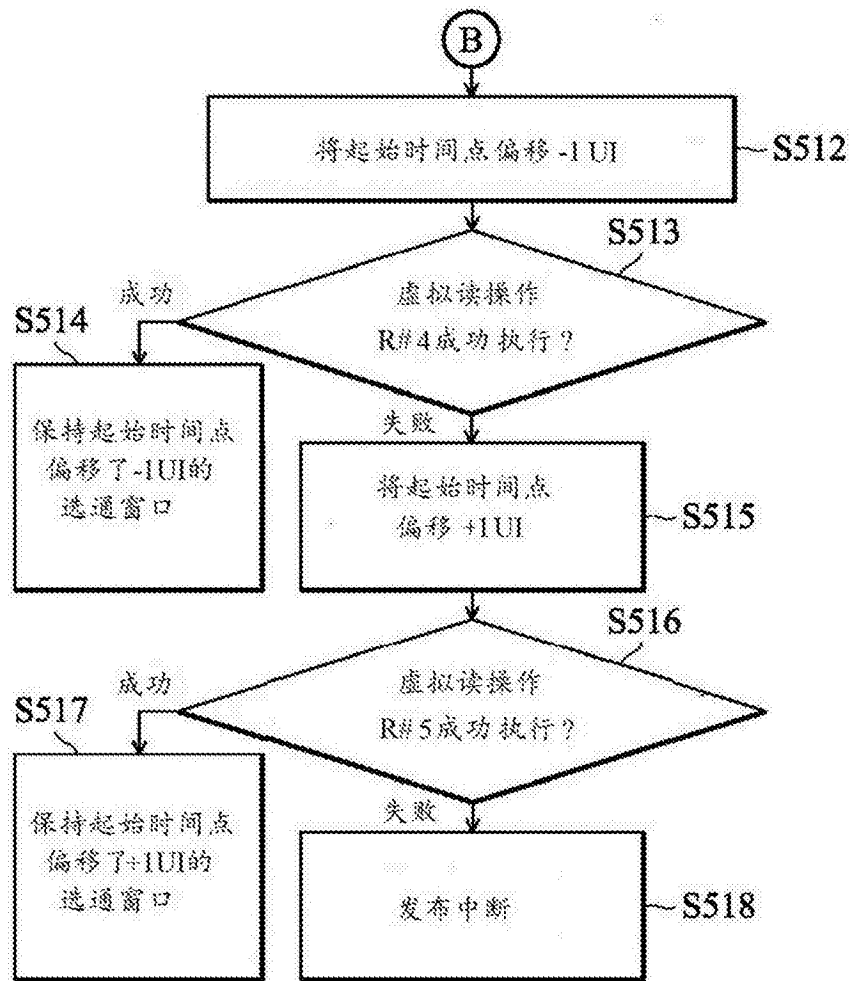 B
将起始时间点偏移 -1 UI
S512
S513
虚拟读操作
R#4成功执行?
成功
S514
保持起始时间点
偏移了-1UI的
选通窗口
失败
将起始时间点
偏移 +1UI
S515
S516
虚拟读操作
R#5成功执行?
成功
S517
保持起始时间点
偏移了+1UI的
选通窗口
失败
发布中断
S518